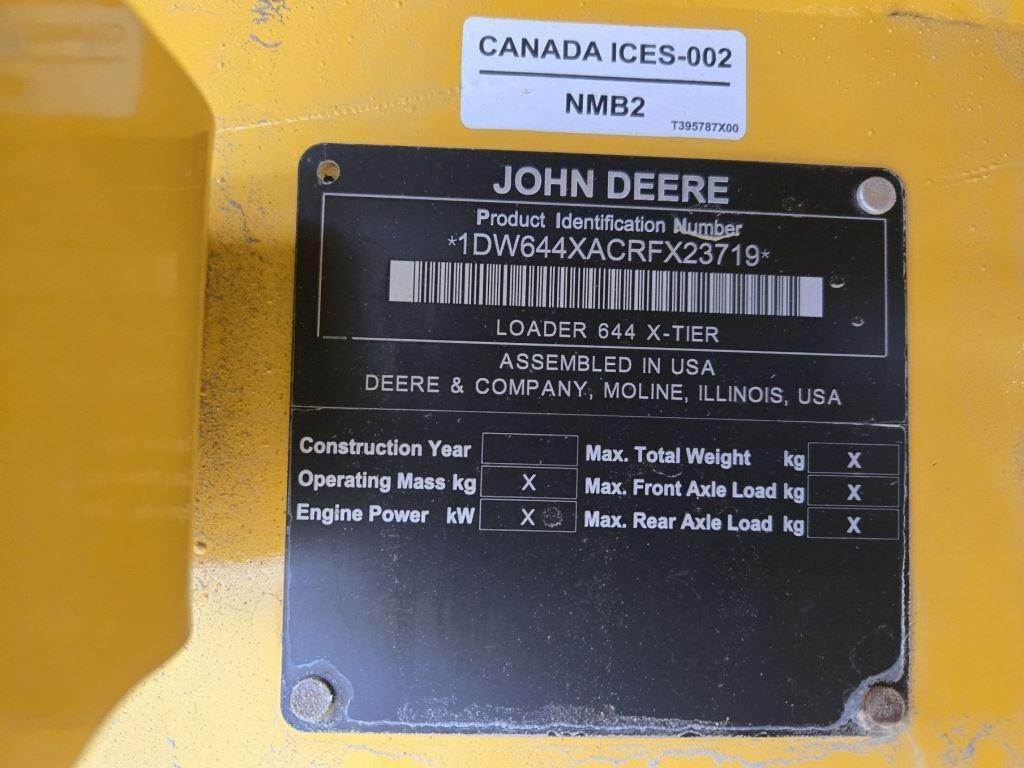 CANADA ICES-002
NMB2
T395787X00
JOHN DEERE
Product Identification Number
*1DW644XACRFX23719*
LOADER 644 X-TIER
ASSEMBLED IN USA
DEERE & COMPANY, MOLINE, ILLINOIS, USA
Construction Year
Max. Total Weight kg X
Operating Mass kg X
Max. Front Axle Load kg X
Engine Power kW X
Max. Rear Axle Load kg X